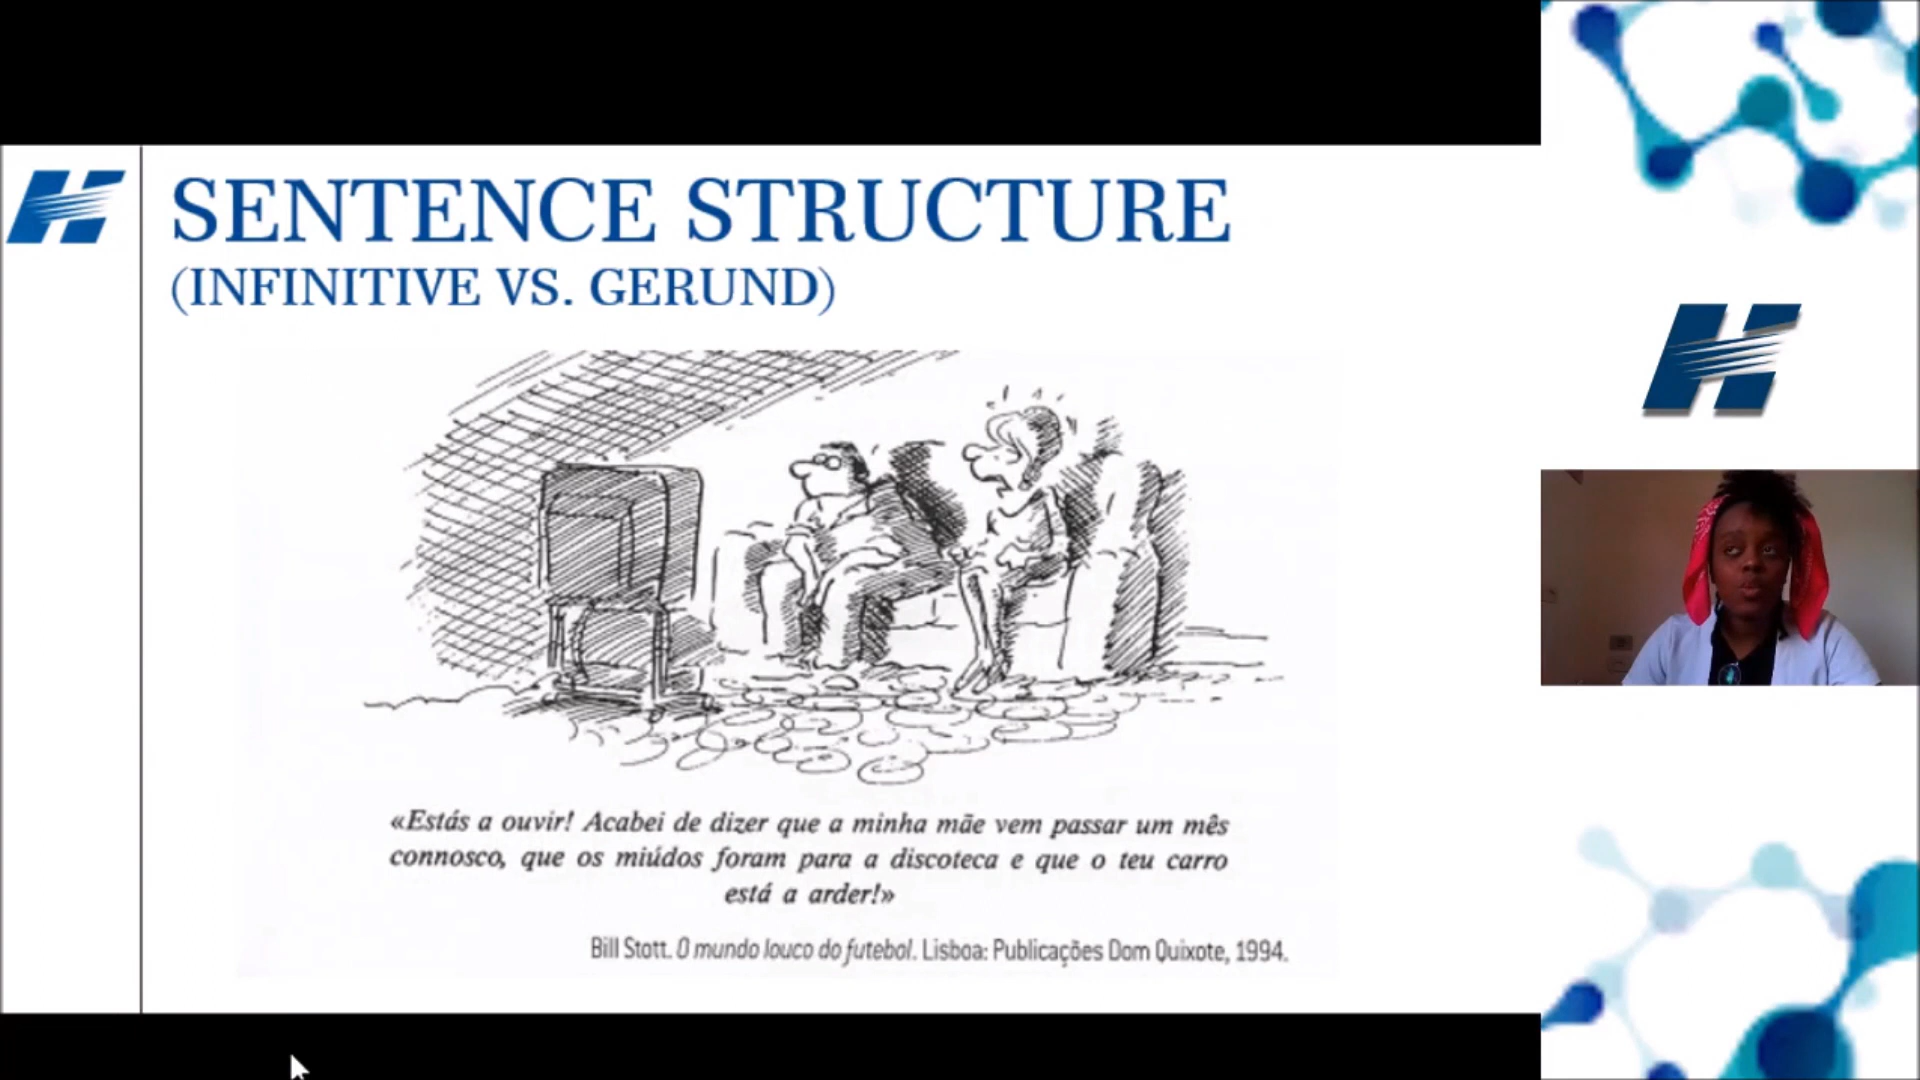 SENTENCE STRUCTURE
(INFINITIVE VS. GERUND)
«Estás a ouvir! Acabei de dizer que a minha mãe vem passar um mês
connosco, que os miúdos foram para a discoteca e que o teu carro
está a arder!»
Bill Stott. O mundo louco do futebol. Lisboa: Publicações Dom Quixote, 1994.